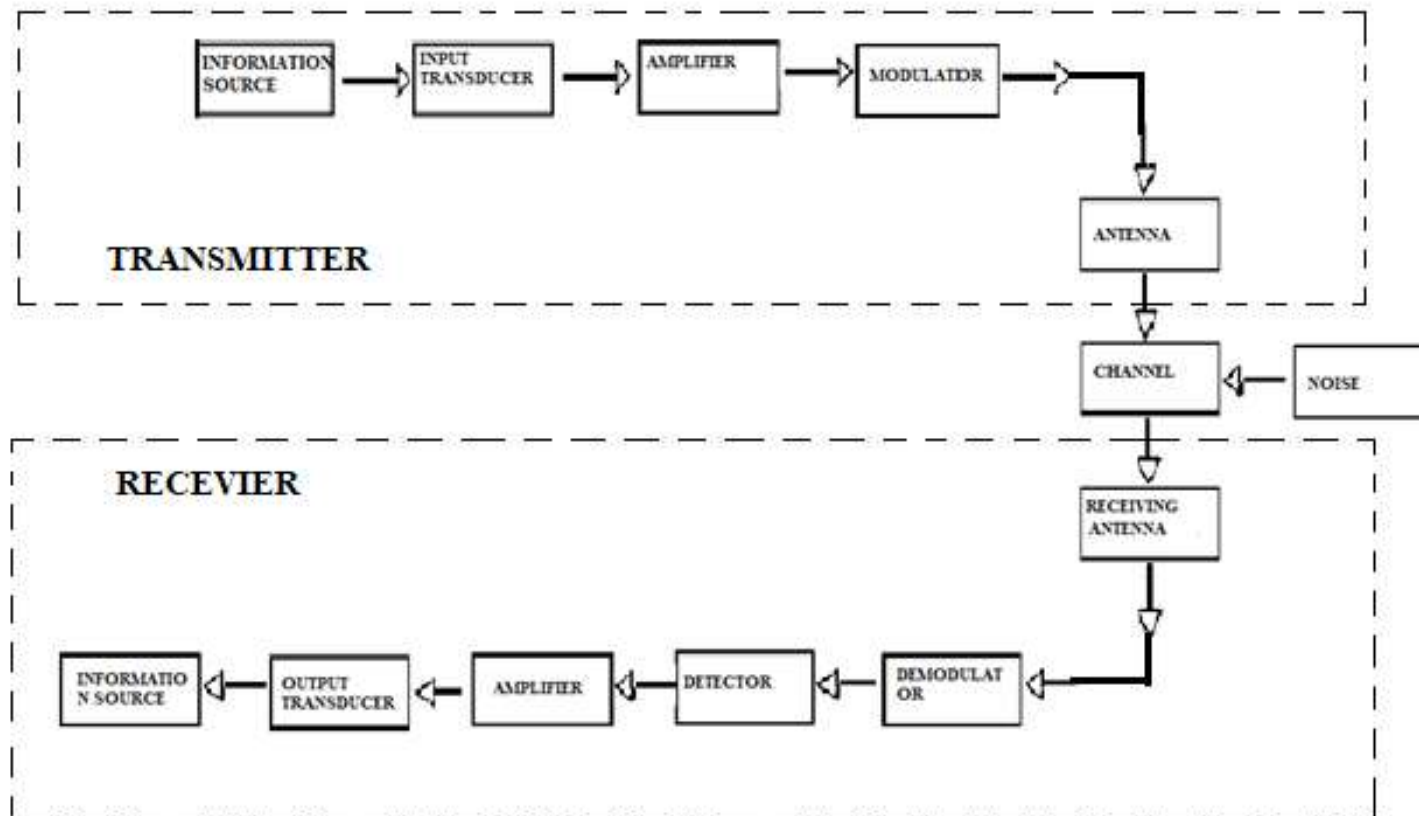 INFORMATION
SOURCE
INPUT
TRANSDUCER
AMPLIFIER
MODULATIOR
ANTENNA
TRANSMITTER
CHANNEL
NOISE
RECEVIER
RECEIVING
ANTENNA
INFORMATIO
N SOURCE
OUTPUT
TRANSDUCER
AMPLIFIER
DETECTOR
DEMODULAT
OR